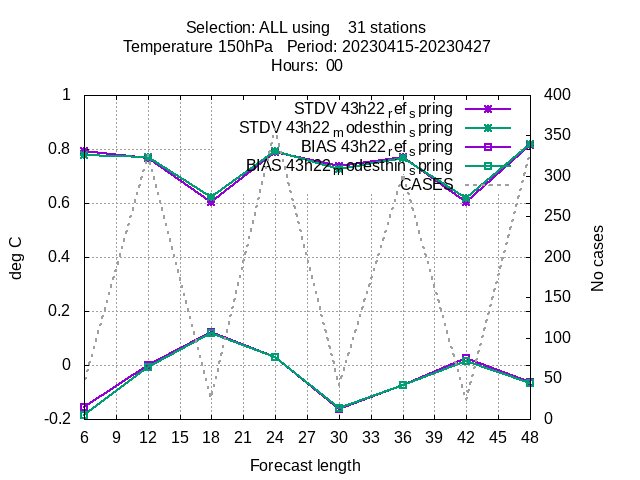 Selection: ALL using    31 stations
Temperature 150hPa   Period: 20230415-20230427
Hours:  00
1
0.8
0.6
0.4
0.2
0
-0.2
deg C
400
350
300
250
200
150
100
50
0
No cases
STDV 43h22_ref_spring
STDV 43h22_modesthin_spring
BIAS 43h22_ref_spring
BIAS 43h22_modesthin_spring
CASES
6 9 12 15 18 21 24 27 30 33 36 39 42 45 48
Forecast length